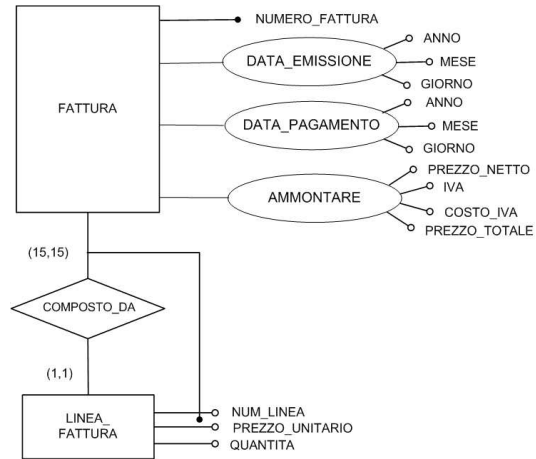 NUMERO_FATTURA
ANNO
DATA_EMISSIONE
MESE
GIORNO
FATTURA
ANNO
DATA_PAGAMENTO
MESE
GIORNO
PREZZO_NETTO
IVA
AMMONTARE
COSTO_IVA
PREZZO_TOTALE
(15,15)
COMPOSTO_DA
(1,1)
LINEA_
FATTURA
NUM_LINEA
PREZZO_UNITARIO
QUANTITA